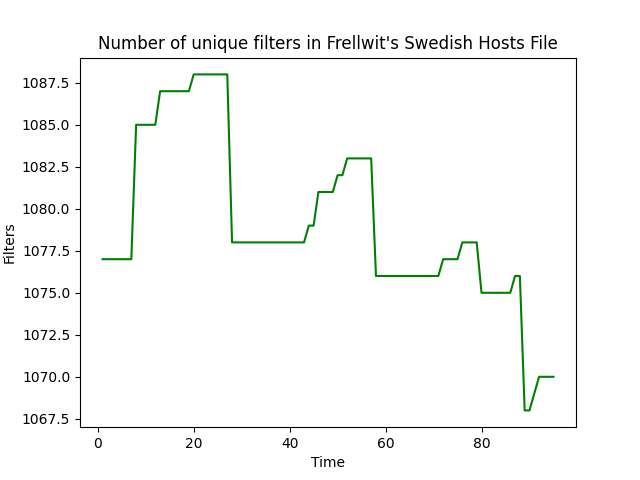 Number of unique filters in Frellwit's Swedish Hosts File
1087.5
1085.0
1082.5
1080.0
1077.5
1075.0
1072.5
1070.0
1067.5
Filters
0 20 40 60 80
Time